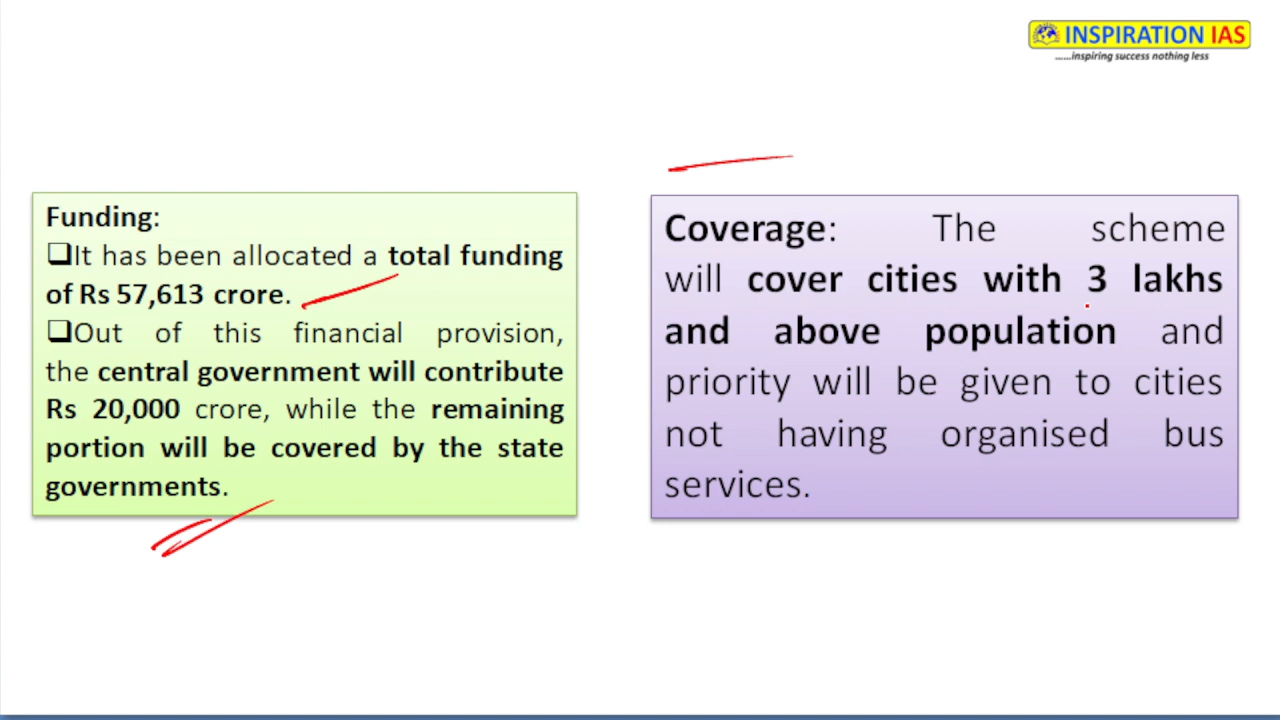 INSPIRATION IAS
......inspiring success nothing less
Funding:
❑It has been allocated a total funding
of Rs 57,613 crore.
❑Out of this financial provision,
the central government will contribute
Rs 20,000 crore, while the remaining
portion will be covered by the state
governments.
Coverage: The scheme
will cover cities with 3 lakhs
and above population and
priority will be given to cities
not having organised bus
services.